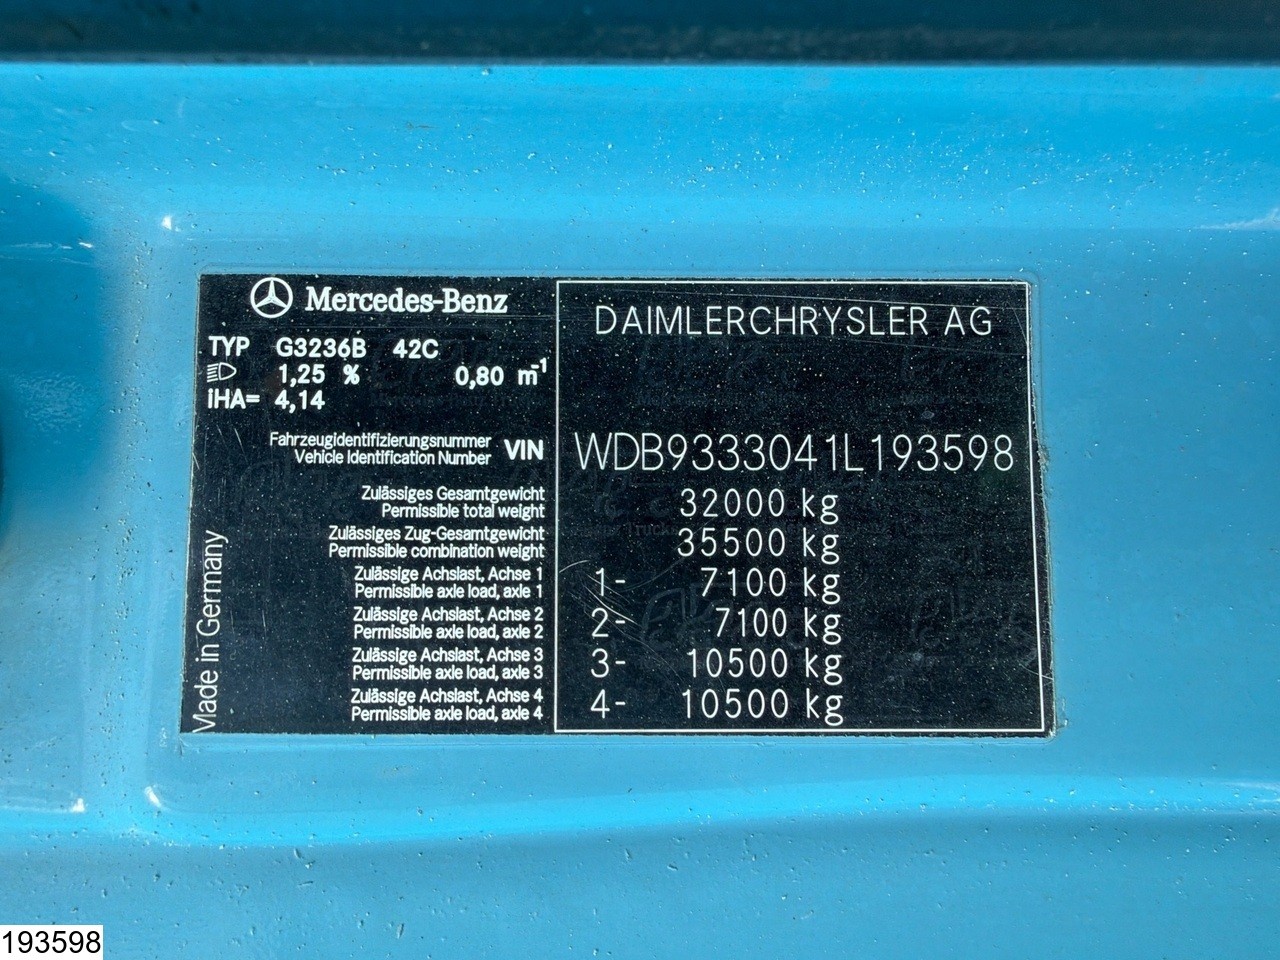 Mercedes-Benz
TYP G3236B 42C
1,25 % 0,80 m-1
iHA= 4,14
DAIMLERCHRYSLER AG
Fahrzeugidentifizierungsnummer
Vehicle Identification Number VIN WDB9333041L193598
Zulässiges Gesamtgewicht
Permissible total weight 32000 kg
Zulässiges Zug-Gesamtgewicht
Permissible combination weight 35500 kg
Zulässige Achslast, Achse 1
Permissible axle load, axle 1 1- 7100 kg
Zulässige Achslast, Achse 2
Permissible axle load, axle 2 2- 7100 kg
Zulässige Achslast, Achse 3
Permissible axle load, axle 3 3- 10500 kg
Zulässige Achslast, Achse 4
Permissible axle load, axle 4 4- 10500 kg
Made in Germany
193598